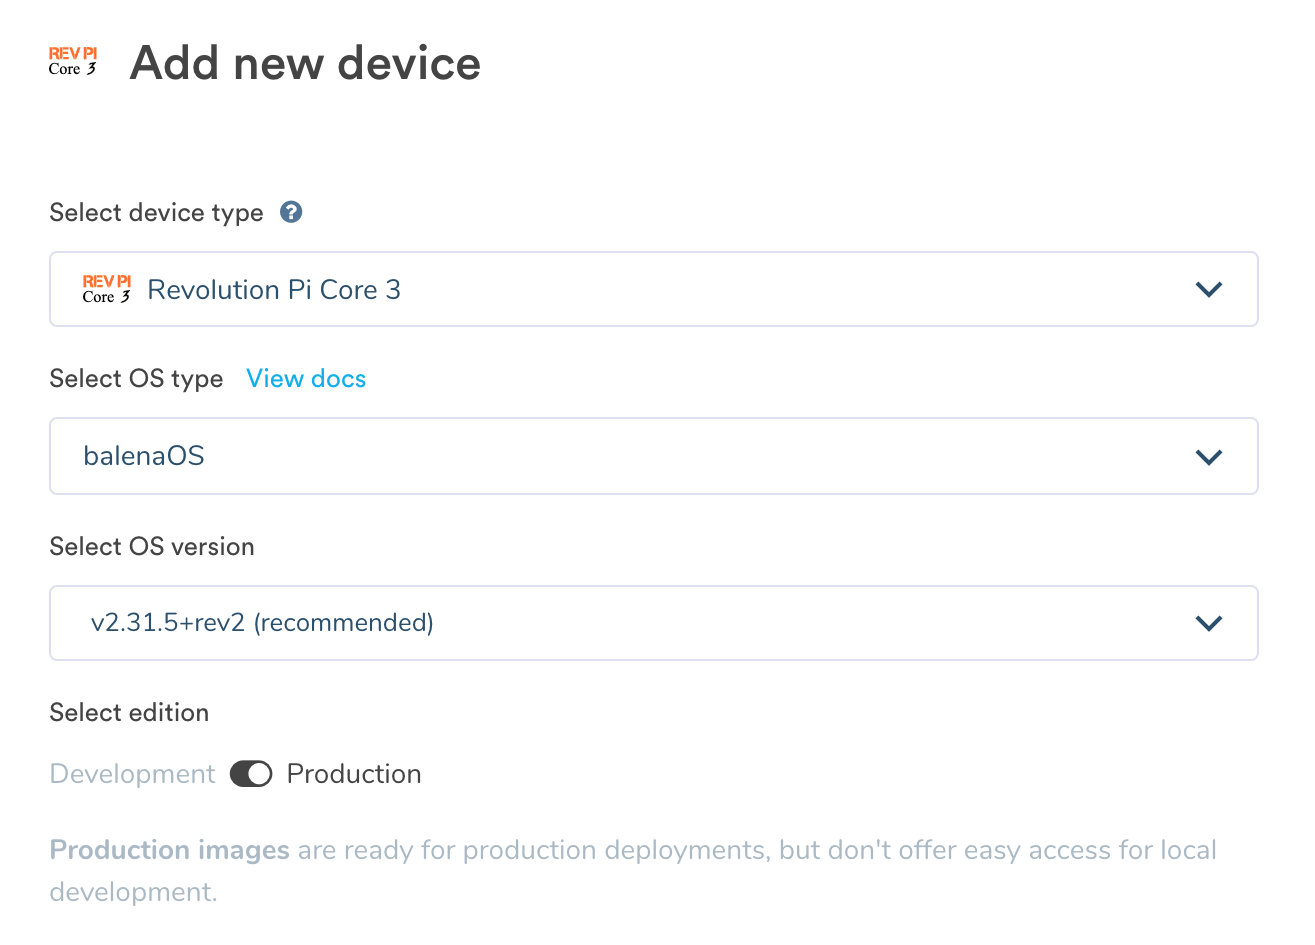 REV PI
Core 3
Add new device
Select device type ?
REV PI
Core 3
Revolution Pi Core 3
Select OS type View docs
balenaOS
Select OS version
v2.31.5+rev2 (recommended)
Select edition
Development Production
Production images are ready for production deployments, but don't offer easy access for local
development.